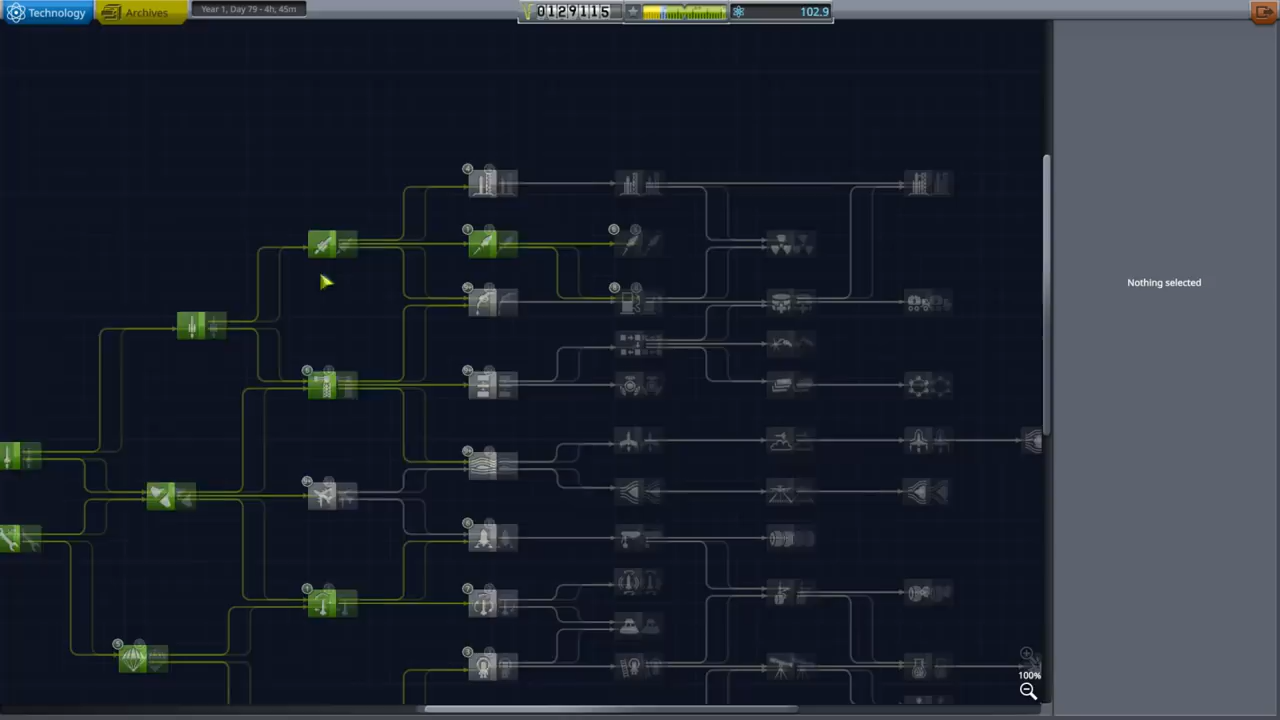 Technology
Archives
Year 1, Day 79 - 4h, 45m
0129115
102.9
Nothing selected
100%